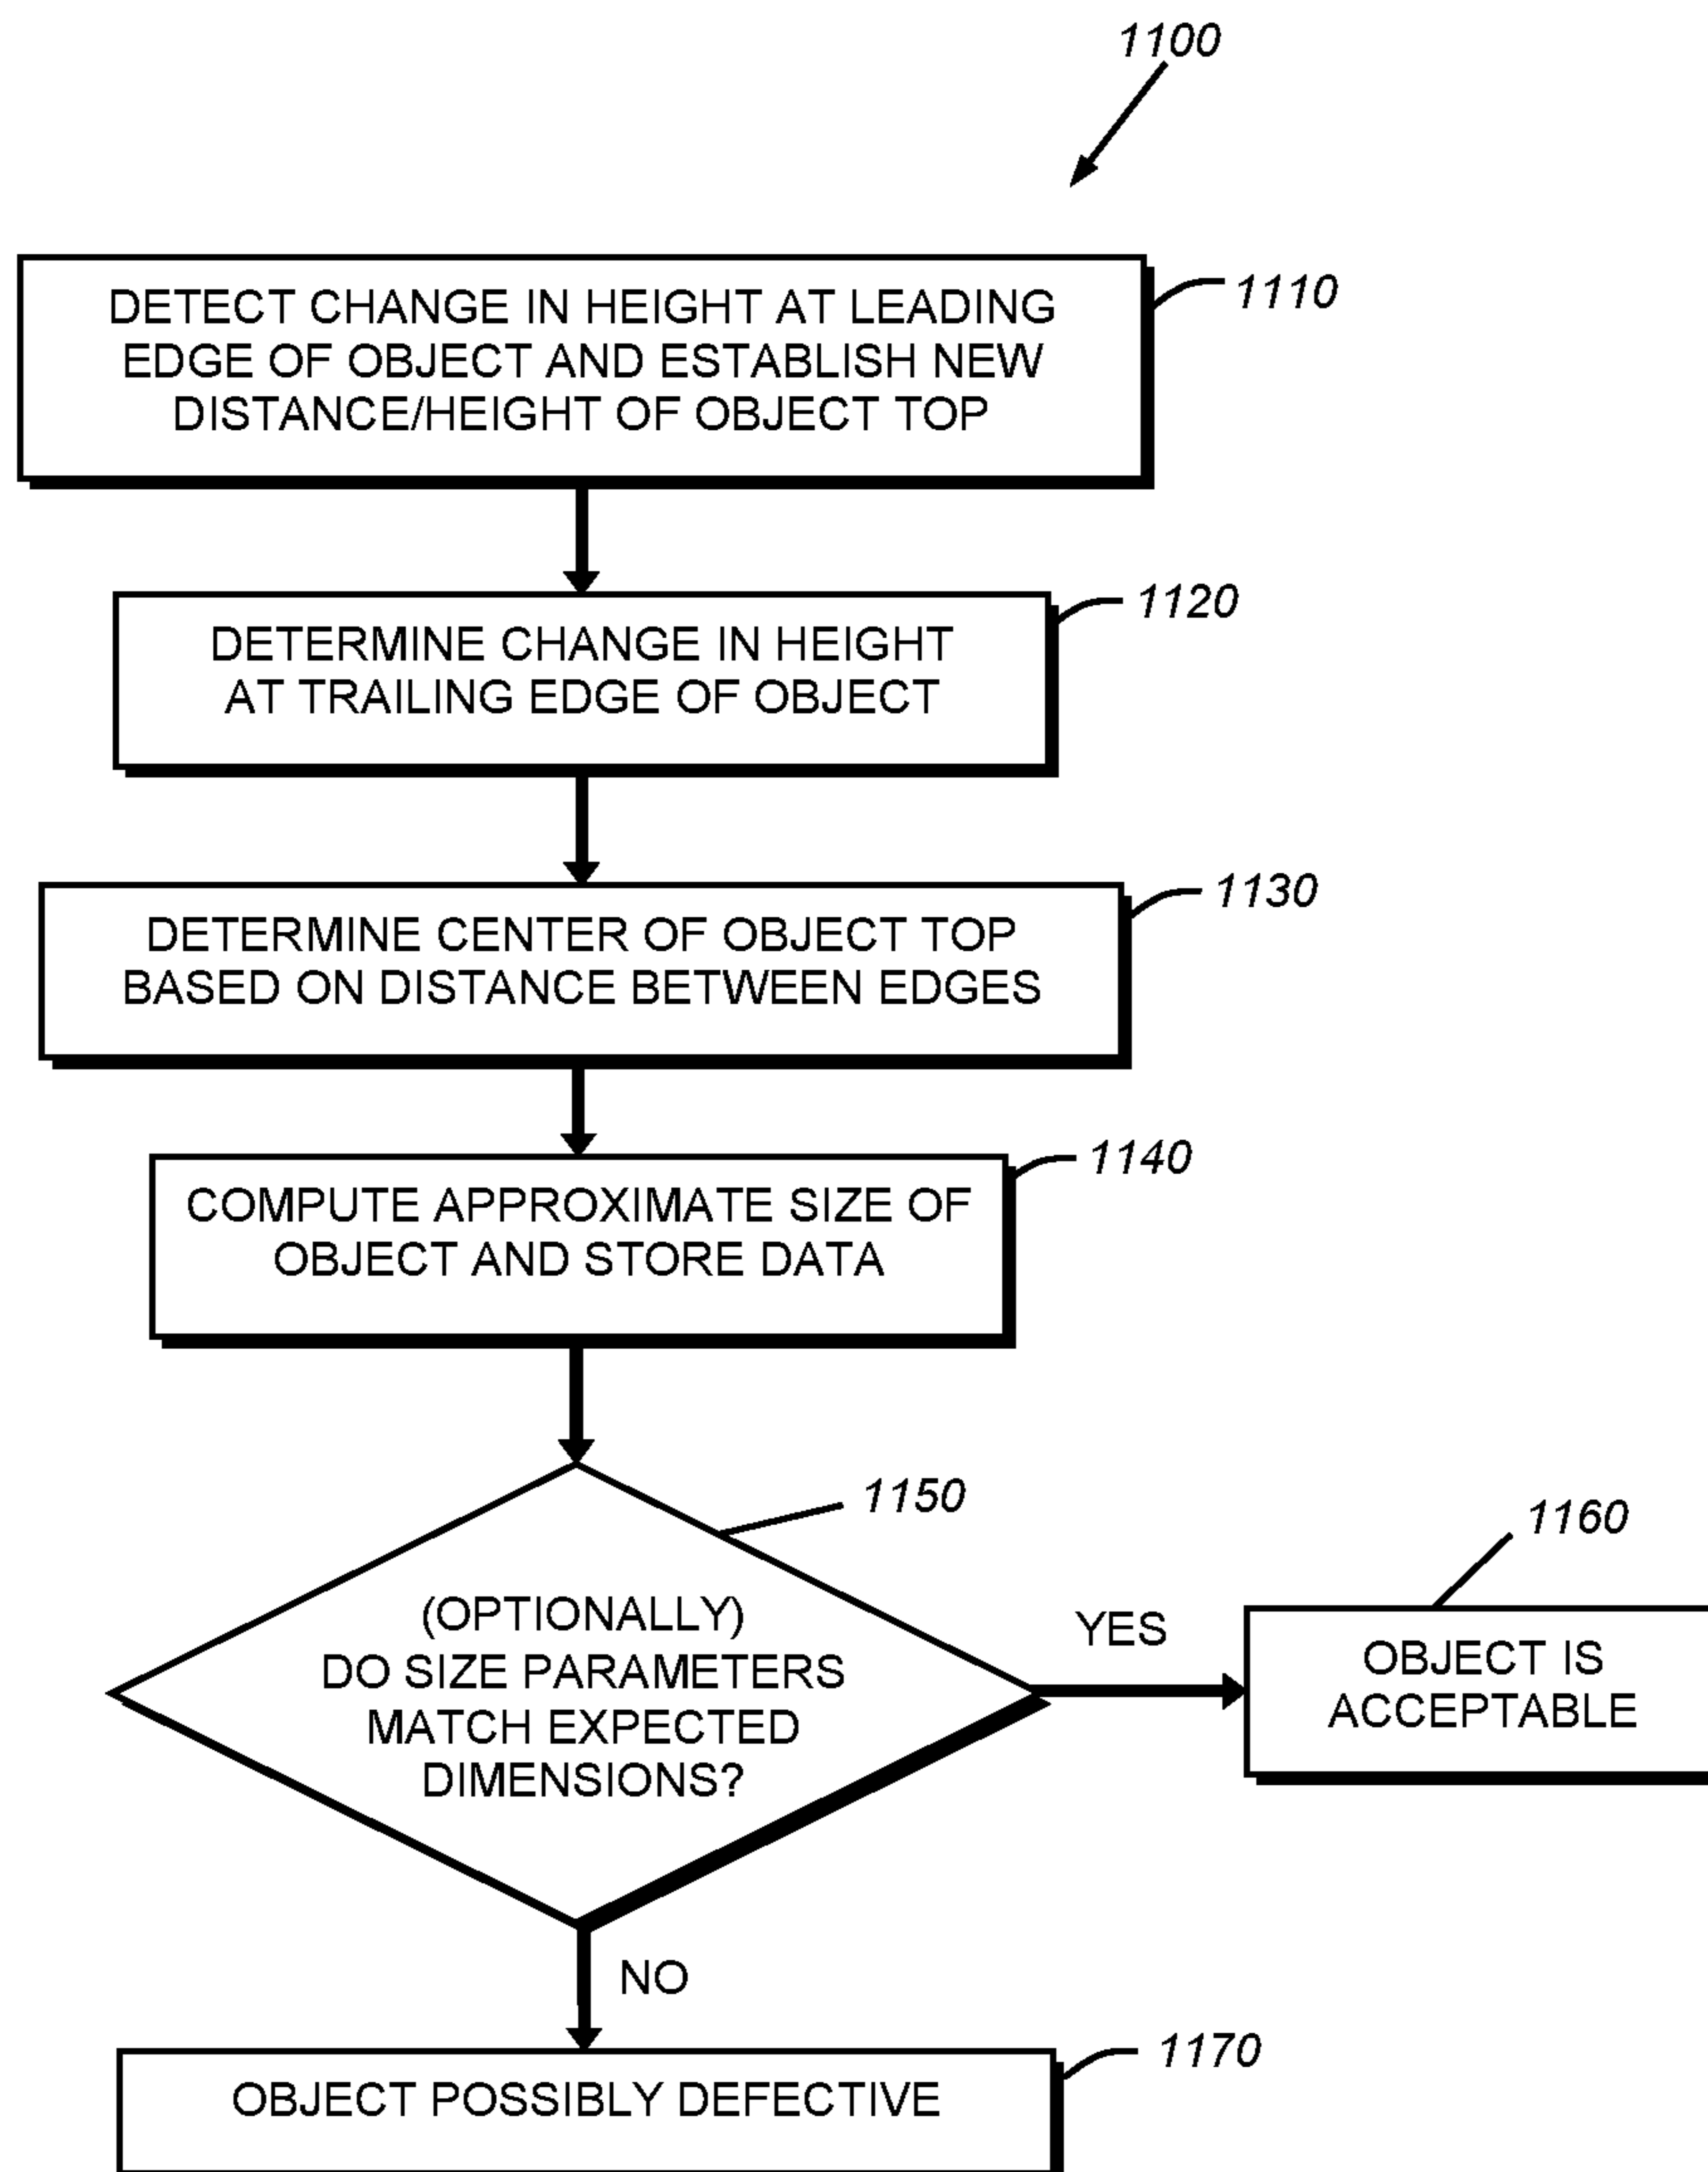 1100
DETECT CHANGE IN HEIGHT AT LEADING
EDGE OF OBJECT AND ESTABLISH NEW
DISTANCE/HEIGHT OF OBJECT TOP
1110
DETERMINE CHANGE IN HEIGHT
AT TRAILING EDGE OF OBJECT
1120
DETERMINE CENTER OF OBJECT TOP
BASED ON DISTANCE BETWEEN EDGES
1130
COMPUTE APPROXIMATE SIZE OF
OBJECT AND STORE DATA
1140
(OPTIONALLY)
DO SIZE PARAMETERS
MATCH EXPECTED
DIMENSIONS?
1150
YES
OBJECT IS
ACCEPTABLE
1160
NO
OBJECT POSSIBLY DEFECTIVE
1170